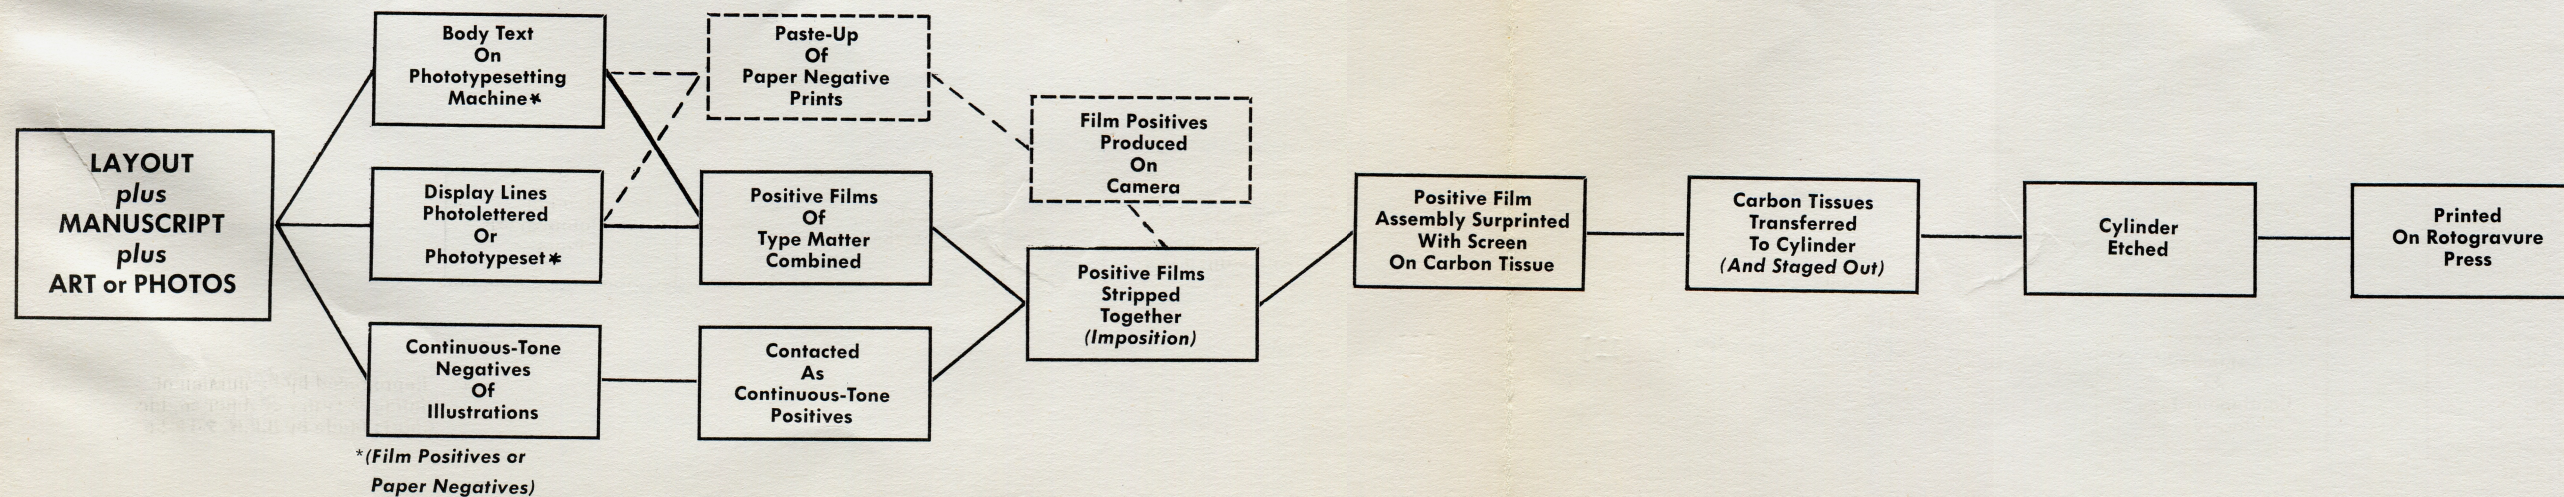 LAYOUT
plus
MANUSCRIPT
plus
ART or PHOTOS
Body Text
On
Phototypesetting
Machine*
Display Lines
Photolettered
Or
Phototypeset*
Continuous-Tone
Negatives
Of
Illustrations
*(Film Positives or
Paper Negatives)
Paste-Up
Of
Paper Negative
Prints
Positive Films
Of
Type Matter
Combined
Contacted
As
Continuous-Tone
Positives
Film Positives
Produced
On
Camera
Positive Films
Stripped
Together
(Imposition)
Positive Film
Assembly Surprinted
With Screen
On Carbon Tissue
Carbon Tissues
Transferred
To Cylinder
(And Staged Out)
Cylinder
Etched
Printed
On Rotogravure
Press